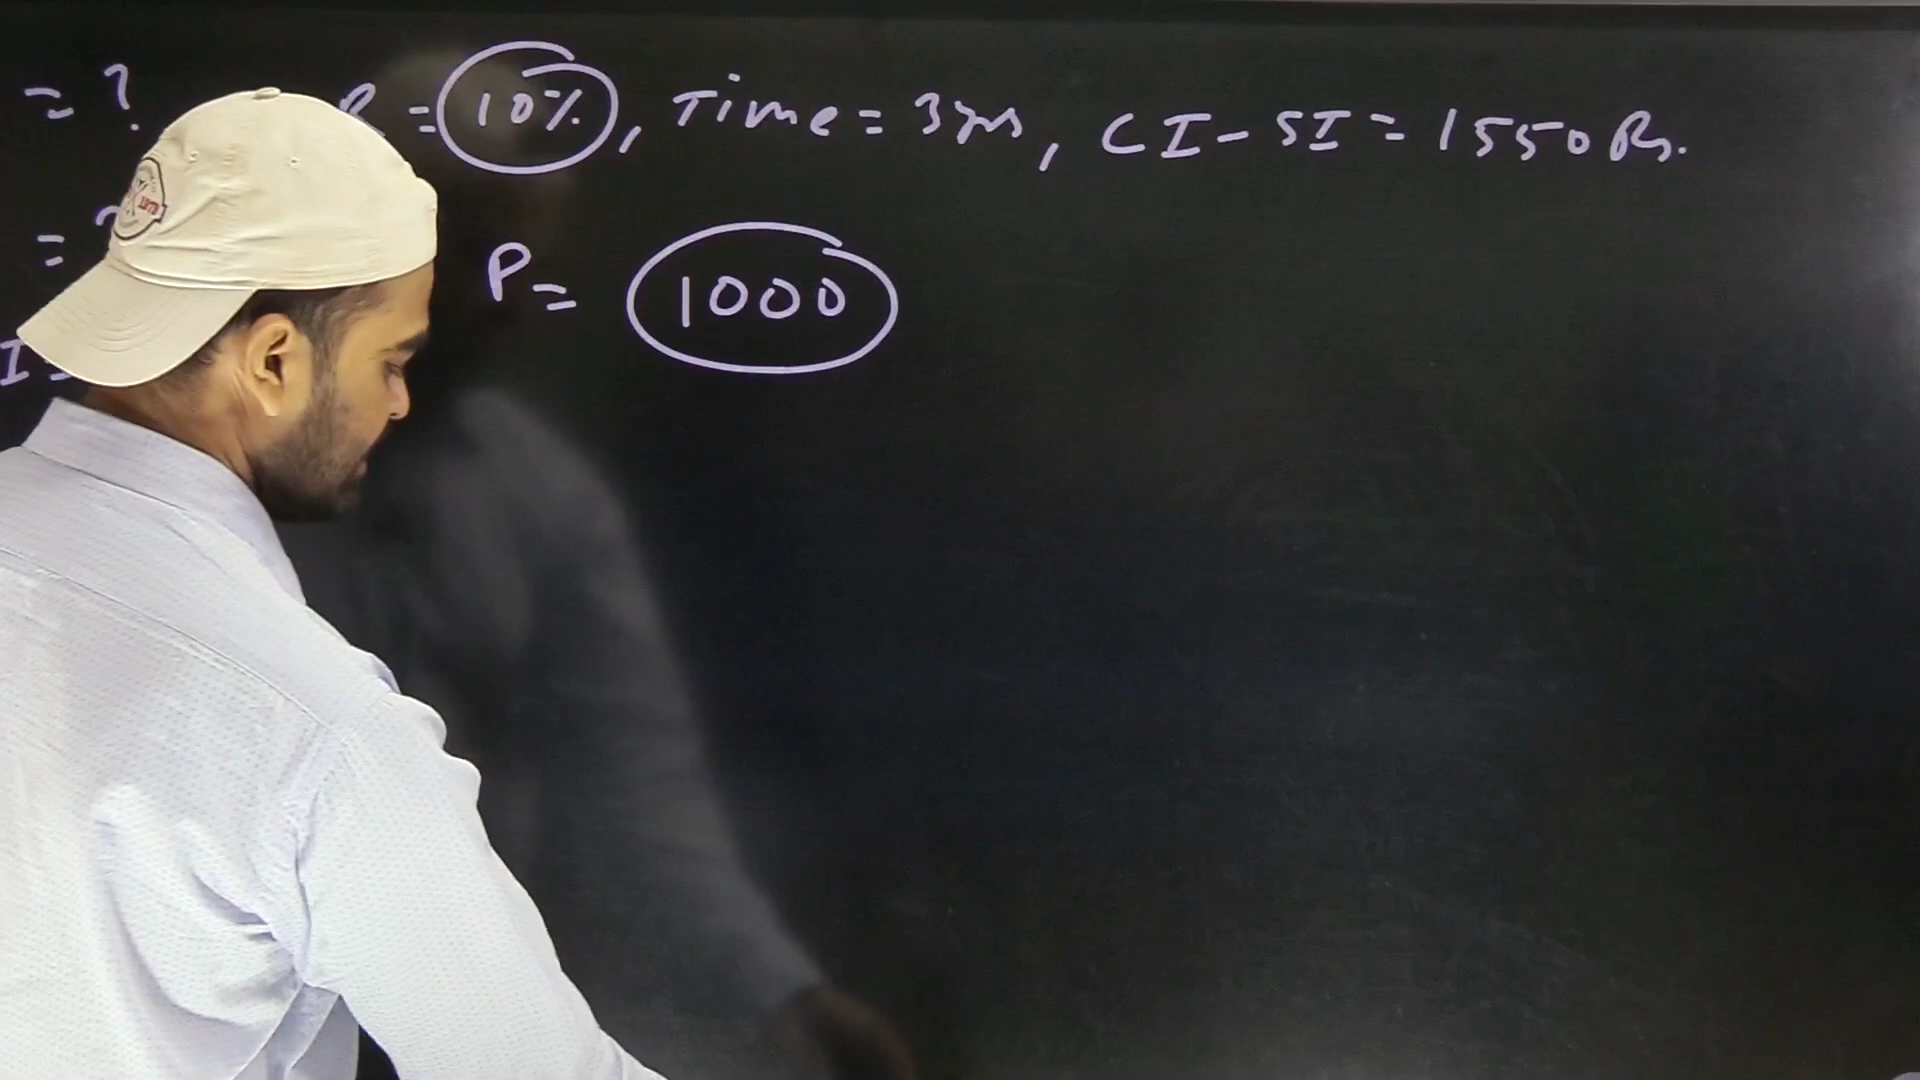 = ? R = 10%, Time = 3yrs, CI - SI = 1550 Rs.
= ? P = 1000
I